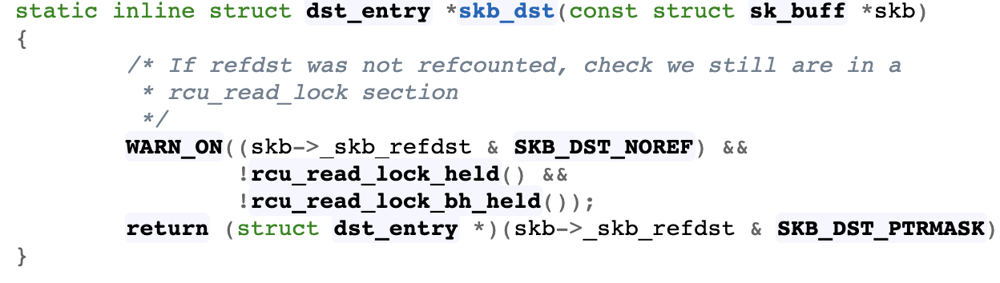 static inline struct dst_entry *skb_dst(const struct sk_buff *skb)
{
        /* If refdst was not refcounted, check we still are in a
         * rcu_read_lock section
         */
        WARN_ON((skb->_skb_refdst & SKB_DST_NOREF) &&
                !rcu_read_lock_held() &&
                !rcu_read_lock_bh_held());
        return (struct dst_entry *)(skb->_skb_refdst & SKB_DST_PTRMASK)
}